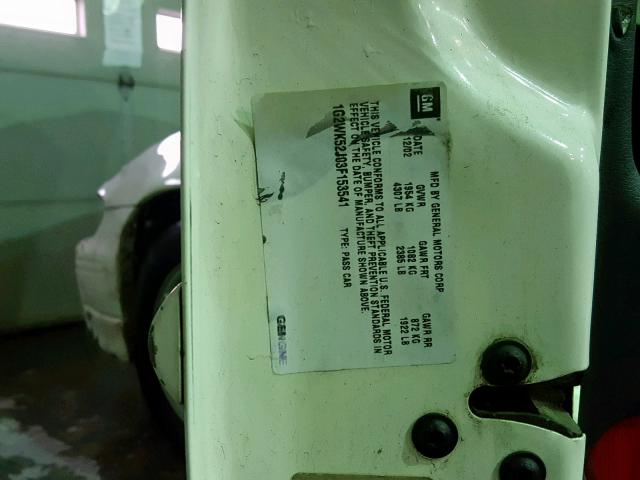 GM
MFD BY GENERAL MOTORS CORP
DATE GVWR GAWR FRT GAWR RR
12/02 1954 KG 1082 KG 872 KG
4307 LB 2385 LB 1922 LB
THIS VEHICLE CONFORMS TO ALL APPLICABLE U.S. FEDERAL MOTOR
VEHICLE SAFETY, BUMPER, AND THEFT PREVENTION STANDARDS IN
EFFECT ON THE DATE OF MANUFACTURE SHOWN ABOVE.
1G2WK52J03F153541 TYPE: PASS CAR
GENUINE